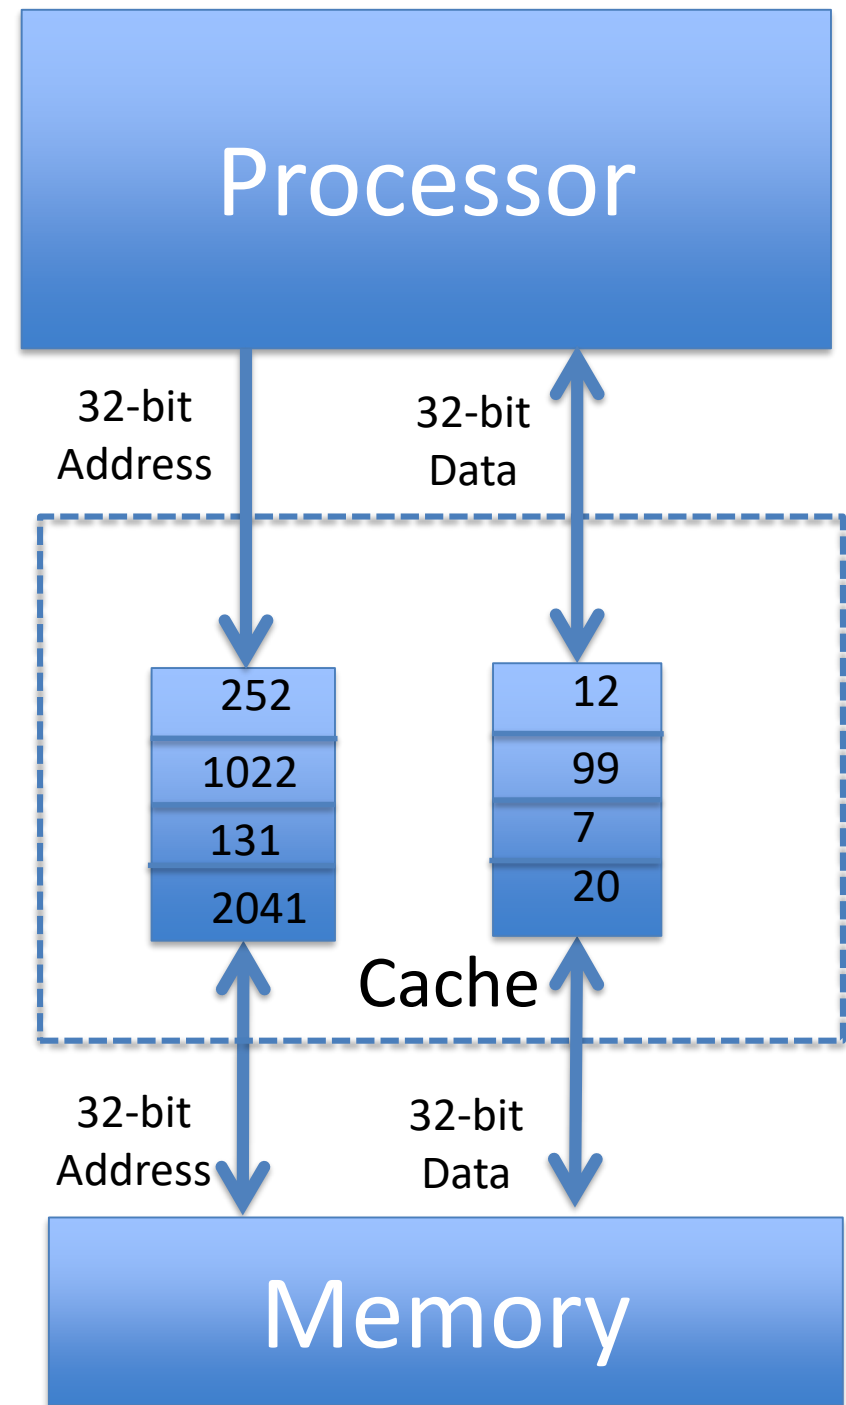 Processor
32-bit
Address
32-bit
Data
252
12
1022
99
131
7
2041
20
Cache
32-bit
Address
32-bit
Data
Memory